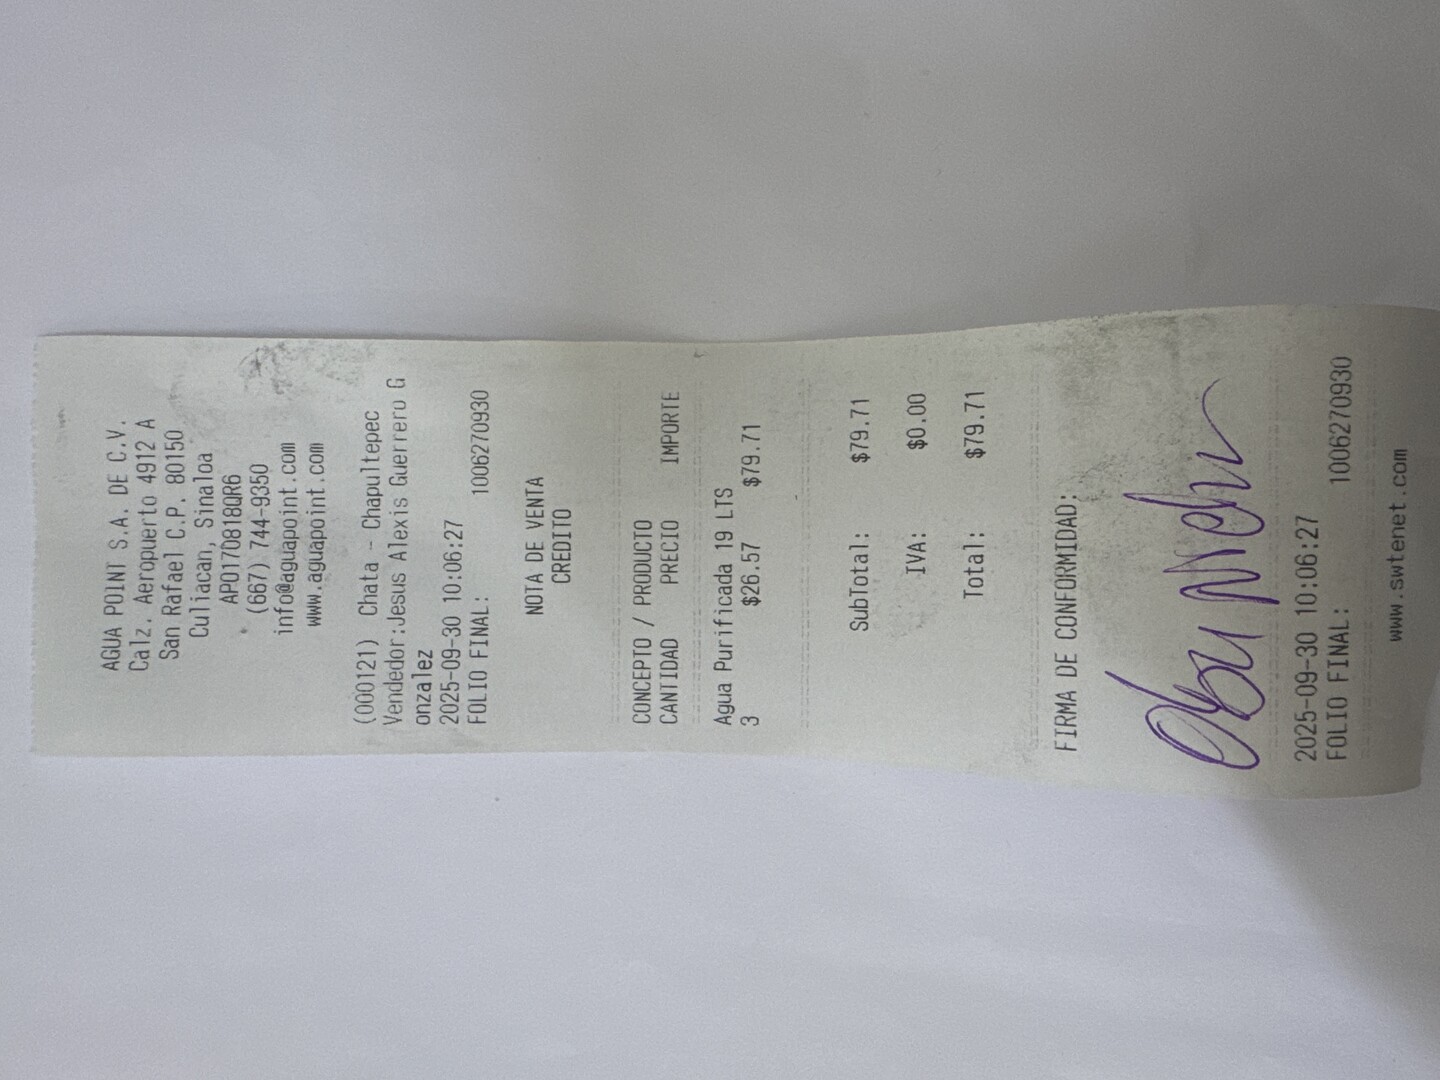 AGUA POINT S.A. DE C.V.
Calz. Aeropuerto 4912 A
San Rafael C.P. 80150
Culiacan, Sinaloa
APO170818QR6
(667) 744-9350
info@aguapoint.com
www.aguapoint.com
(000121) Chata - Chapultepec
Vendedor:Jesus Alexis Guerrero G
onzalez
2025-09-30 10:06:27
FOLIO FINAL: 1006270930
NOTA DE VENTA
CREDITO
CONCEPTO / PRODUCTO
CANTIDAD PRECIO IMPORTE
Agua Purificada 19 LTS
3 $26.57 $79.71
SubTotal: $79.71
IVA: $0.00
Total: $79.71
FIRMA DE CONFORMIDAD:
2025-09-30 10:06:27
FOLIO FINAL: 1006270930
www.swtenet.com